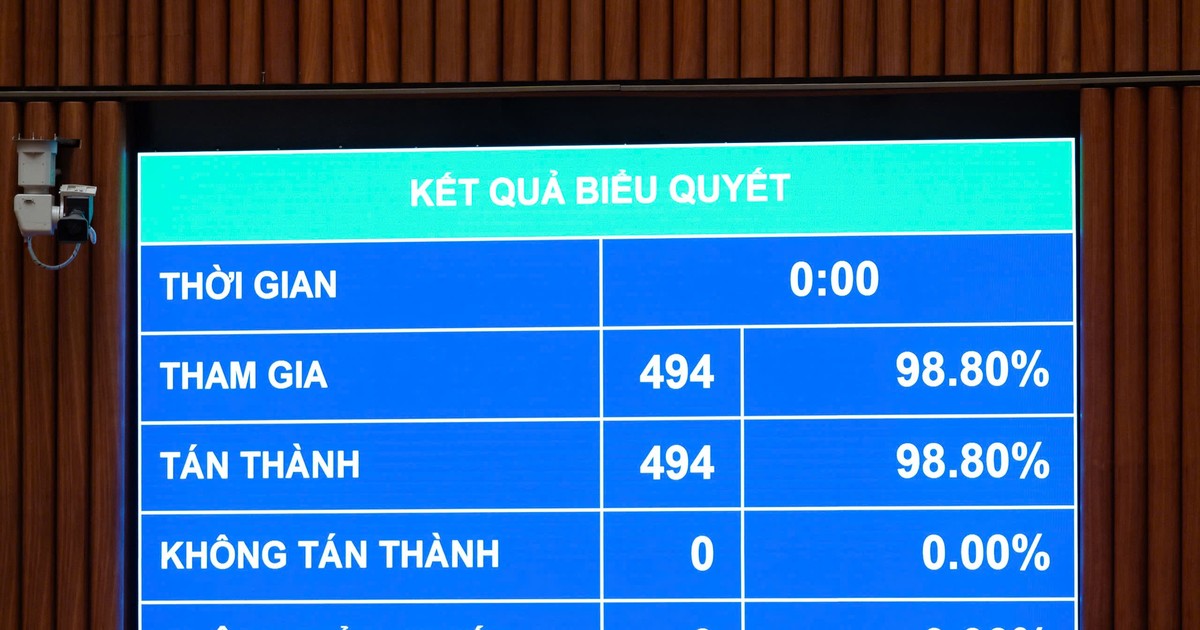 KẾT QUẢ BIỂU QUYẾT
THỜI GIAN 0:00
THAM GIA 494 98.80%
TÁN THÀNH 494 98.80%
KHÔNG TÁN THÀNH 0 0.00%